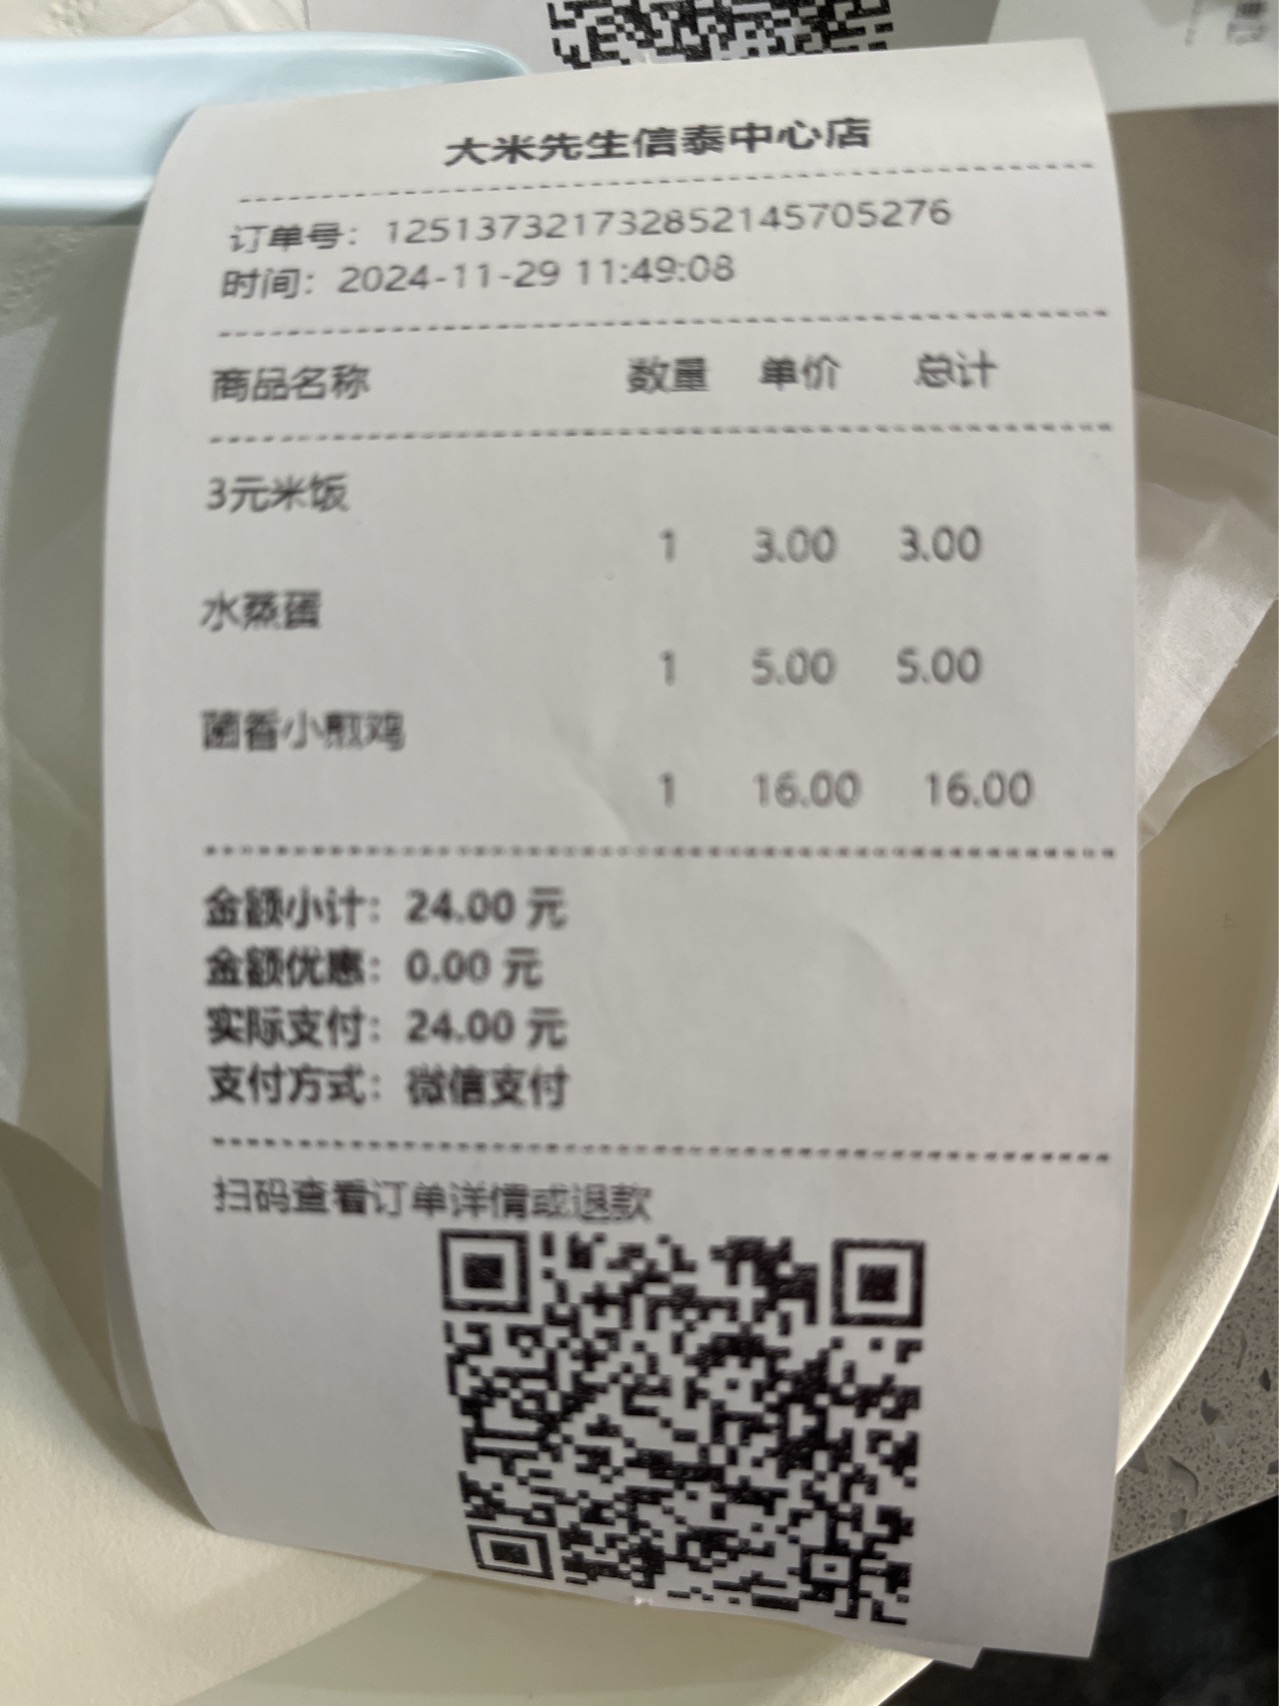 大米先生信泰中心店
订单号：125137321732852145705276
时间：2024-11-29 11:49:08
商品名称 数量 单价 总计
3元米饭
1 3.00 3.00
水蒸蛋
1 5.00 5.00
菌香小煎鸡
1 16.00 16.00
金额小计：24.00 元
金额优惠：0.00 元
实际支付：24.00 元
支付方式：微信支付
扫码查看订单详情或退款